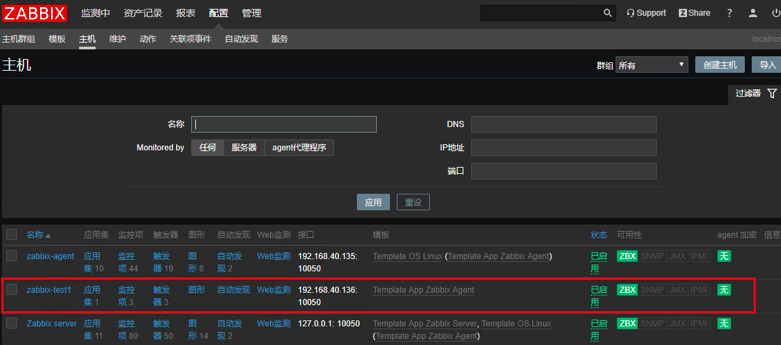 ZABBIX 监测中 资产记录 报表 配置 管理 Support Share ?
主机群组 模板 主机 维护 动作 关联项事件 自动发现 服务 localhe
主机 群组 所有 创建主机 导入
过滤器
名称 DNS
Monitored by 任何 服务器 agent代理程序 IP地址
端口
应用 重设
名称 应用集 监控项 触发器 图形 自动发现 Web监测 接口 模板 状态 可用性 agent 加密 信息
zabbix-agent 应用 监控 触发 图 自动发 Web监测 192.168.40.135: Template OS Linux (Template App Zabbix Agent) 已启 ZBX SNMP JMX IPMI 无
集 10 项 44 器 19 形 8 现 2 10050 用
zabbix-test1 应用 监控 触发 图形 自动发 Web监测 192.168.40.136: Template App Zabbix Agent 已启 ZBX SNMP JMX IPMI 无
集 1 项 3 器 3 现 2 10050 用
Zabbix server 应用 监控 触发 图 自动发 Web监测 127.0.0.1: 10050 Template App Zabbix Server, Template OS Linux 已启 ZBX SNMP JMX IPMI 无
集 11 项 80 器 50 形 14 现 2 (Template App Zabbix Agent) 用